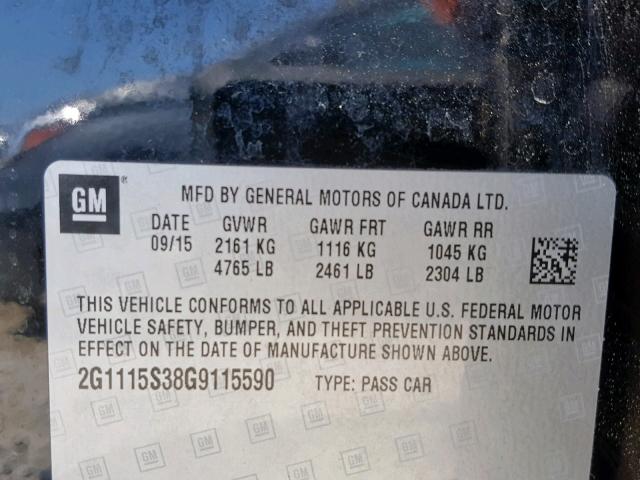 GM ® MFD BY GENERAL MOTORS OF CANADA LTD.
DATE GVWR GAWR FRT GAWR RR
09/15 2161 KG 1116 KG 1045 KG
4765 LB 2461 LB 2304 LB
THIS VEHICLE CONFORMS TO ALL APPLICABLE U.S. FEDERAL MOTOR
VEHICLE SAFETY, BUMPER, AND THEFT PREVENTION STANDARDS IN
EFFECT ON THE DATE OF MANUFACTURE SHOWN ABOVE.
2G1115S38G9115590 TYPE: PASS CAR